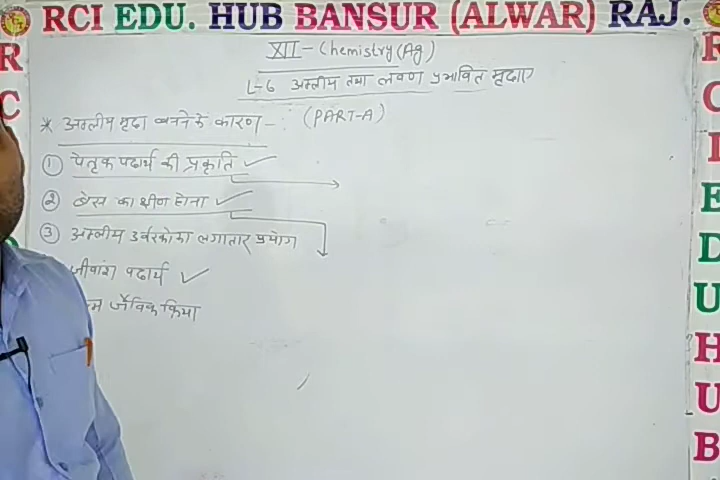 RCI EDU. HUB BANSUR (ALWAR) RAJ.
XII - Chemistry (Ag)
L-6 अम्लीय तथा लवण प्रभावित मृदाए
* अम्लीय मृदा बनने के कारण - : (PART-A)
① पैतृक पदार्थ की प्रकृति ✓
② बेस का क्षीण होना ✓
③ अम्लीय उर्वरको का लगातार प्रयोग
जीवांश पदार्थ ✓
जैविक क्रिया
R
C
R
C
I
E
D
U
H
U
B